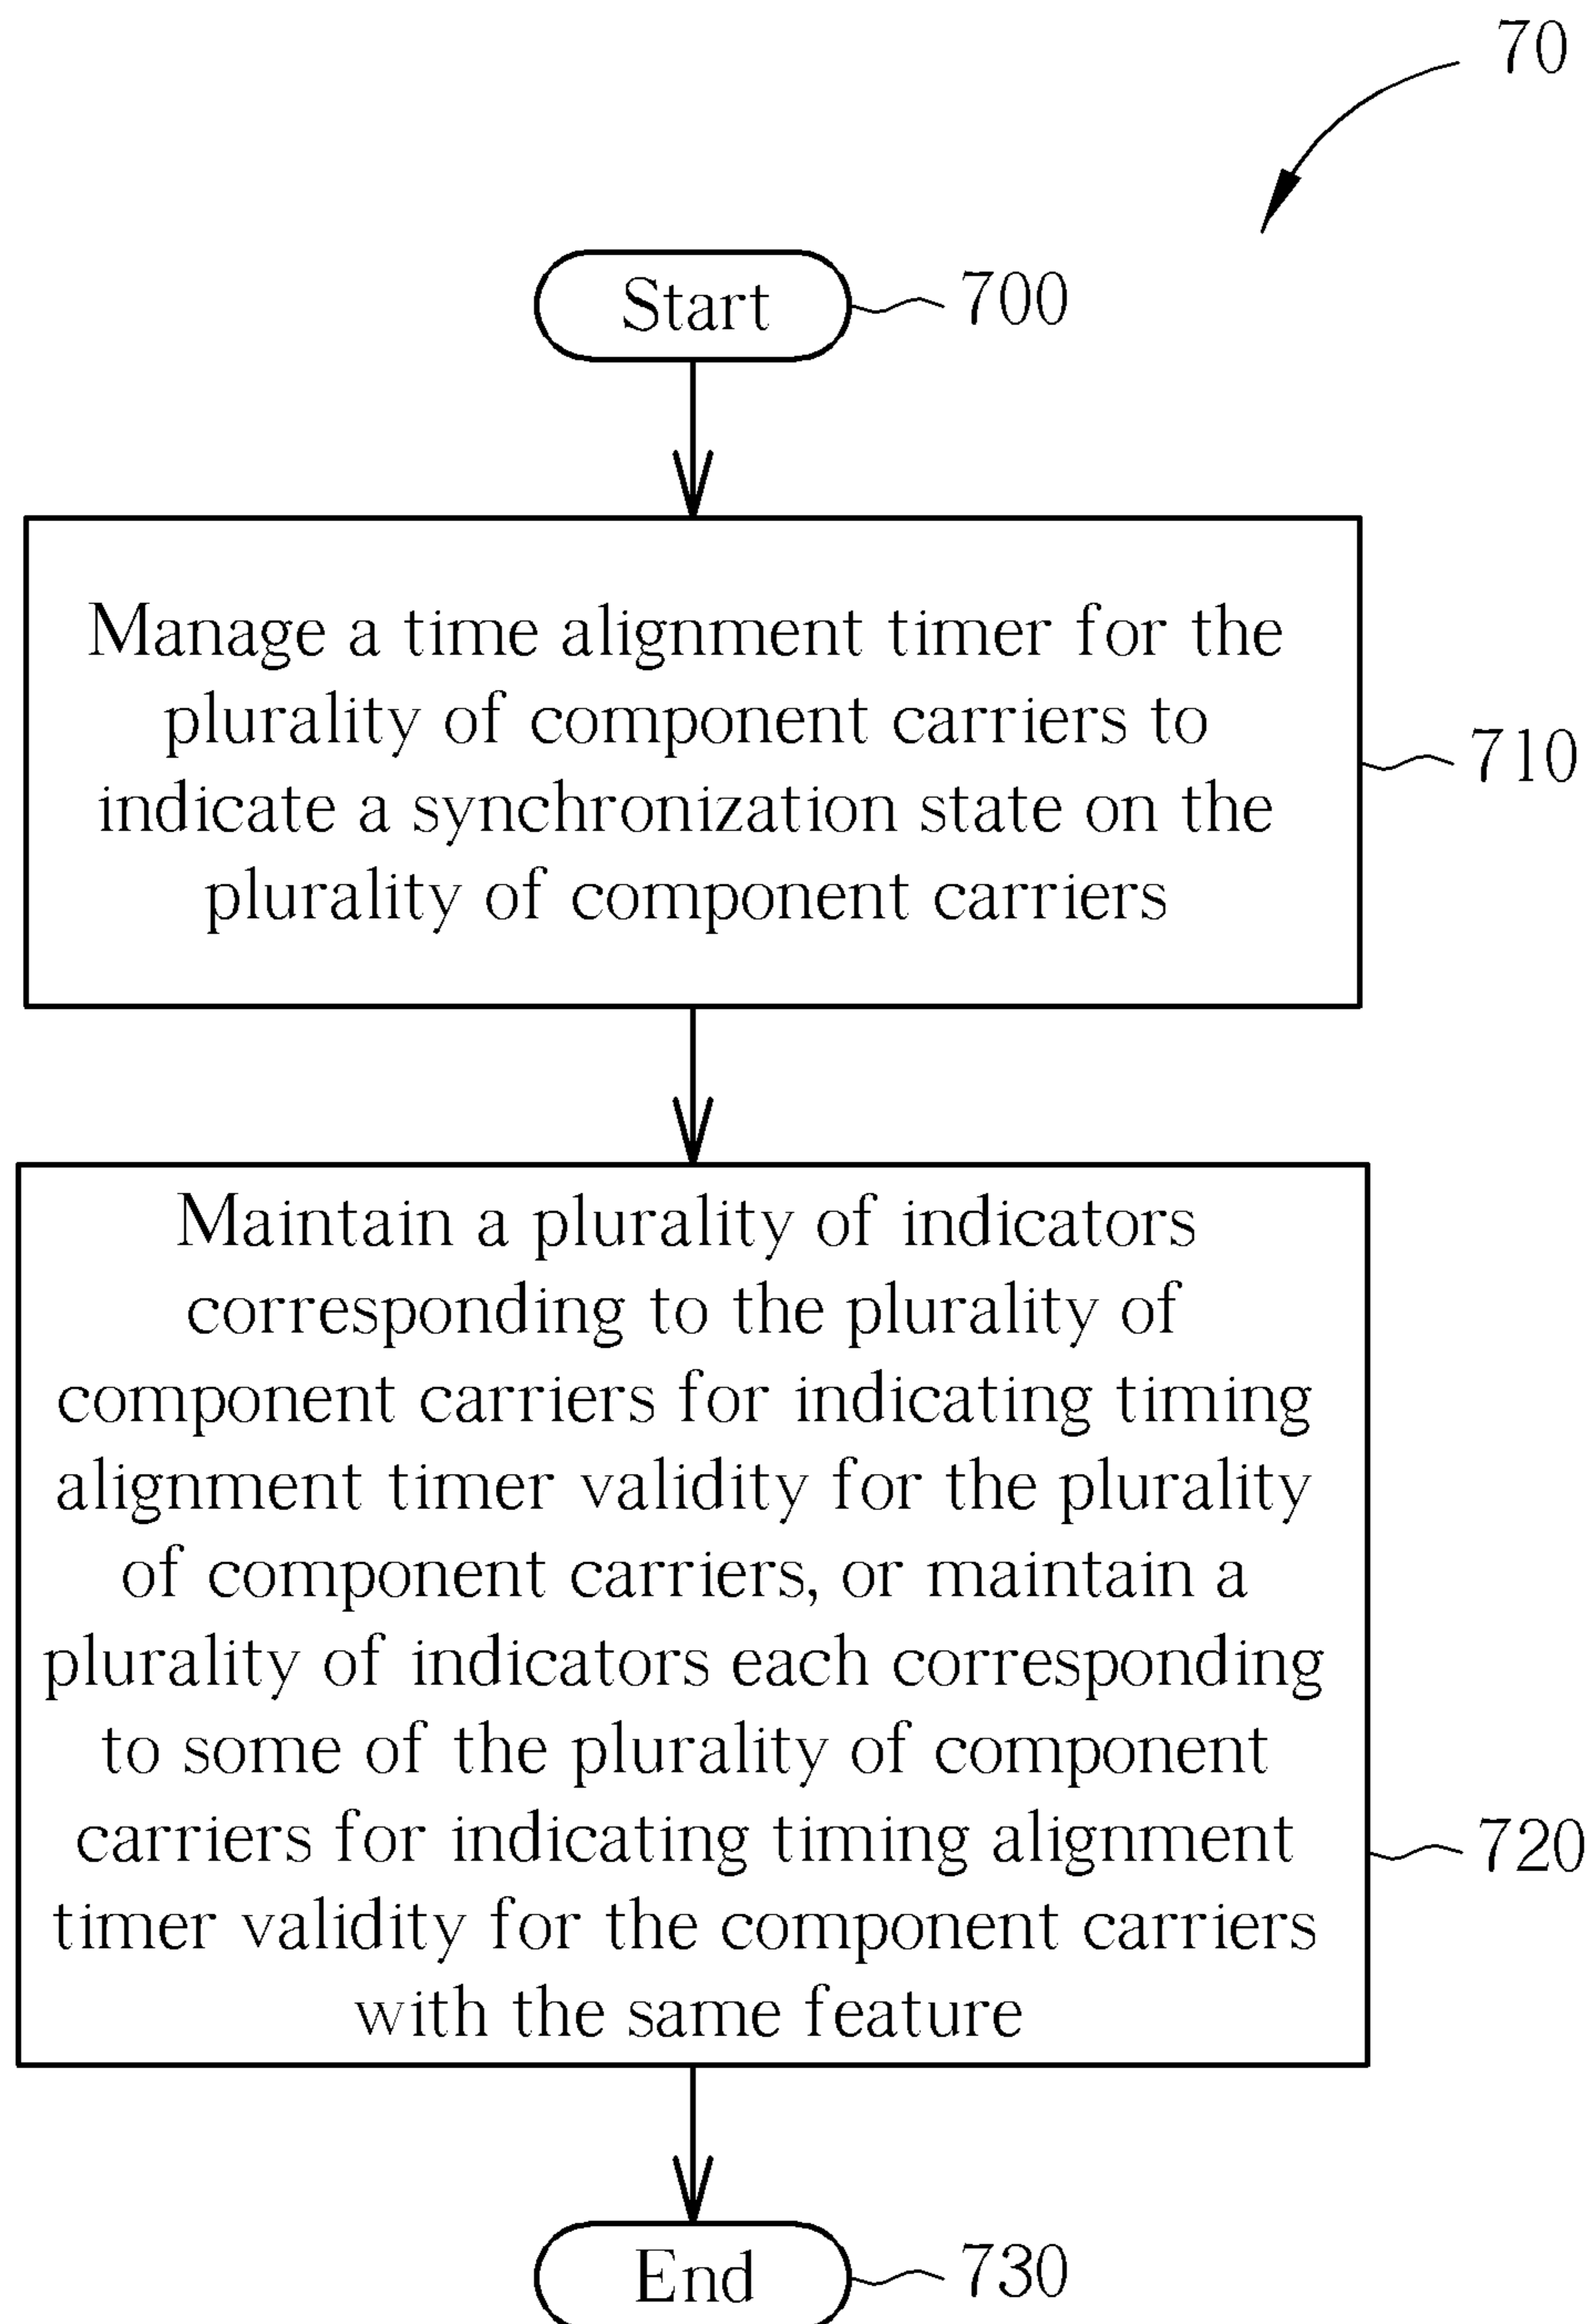 70
Start
700
Manage a time alignment timer for the
plurality of component carriers to
indicate a synchronization state on the
plurality of component carriers
710
Maintain a plurality of indicators
corresponding to the plurality of
component carriers for indicating timing
alignment timer validity for the plurality
of component carriers, or maintain a
plurality of indicators each corresponding
to some of the plurality of component
carriers for indicating timing alignment
timer validity for the component carriers
with the same feature
720
End
730